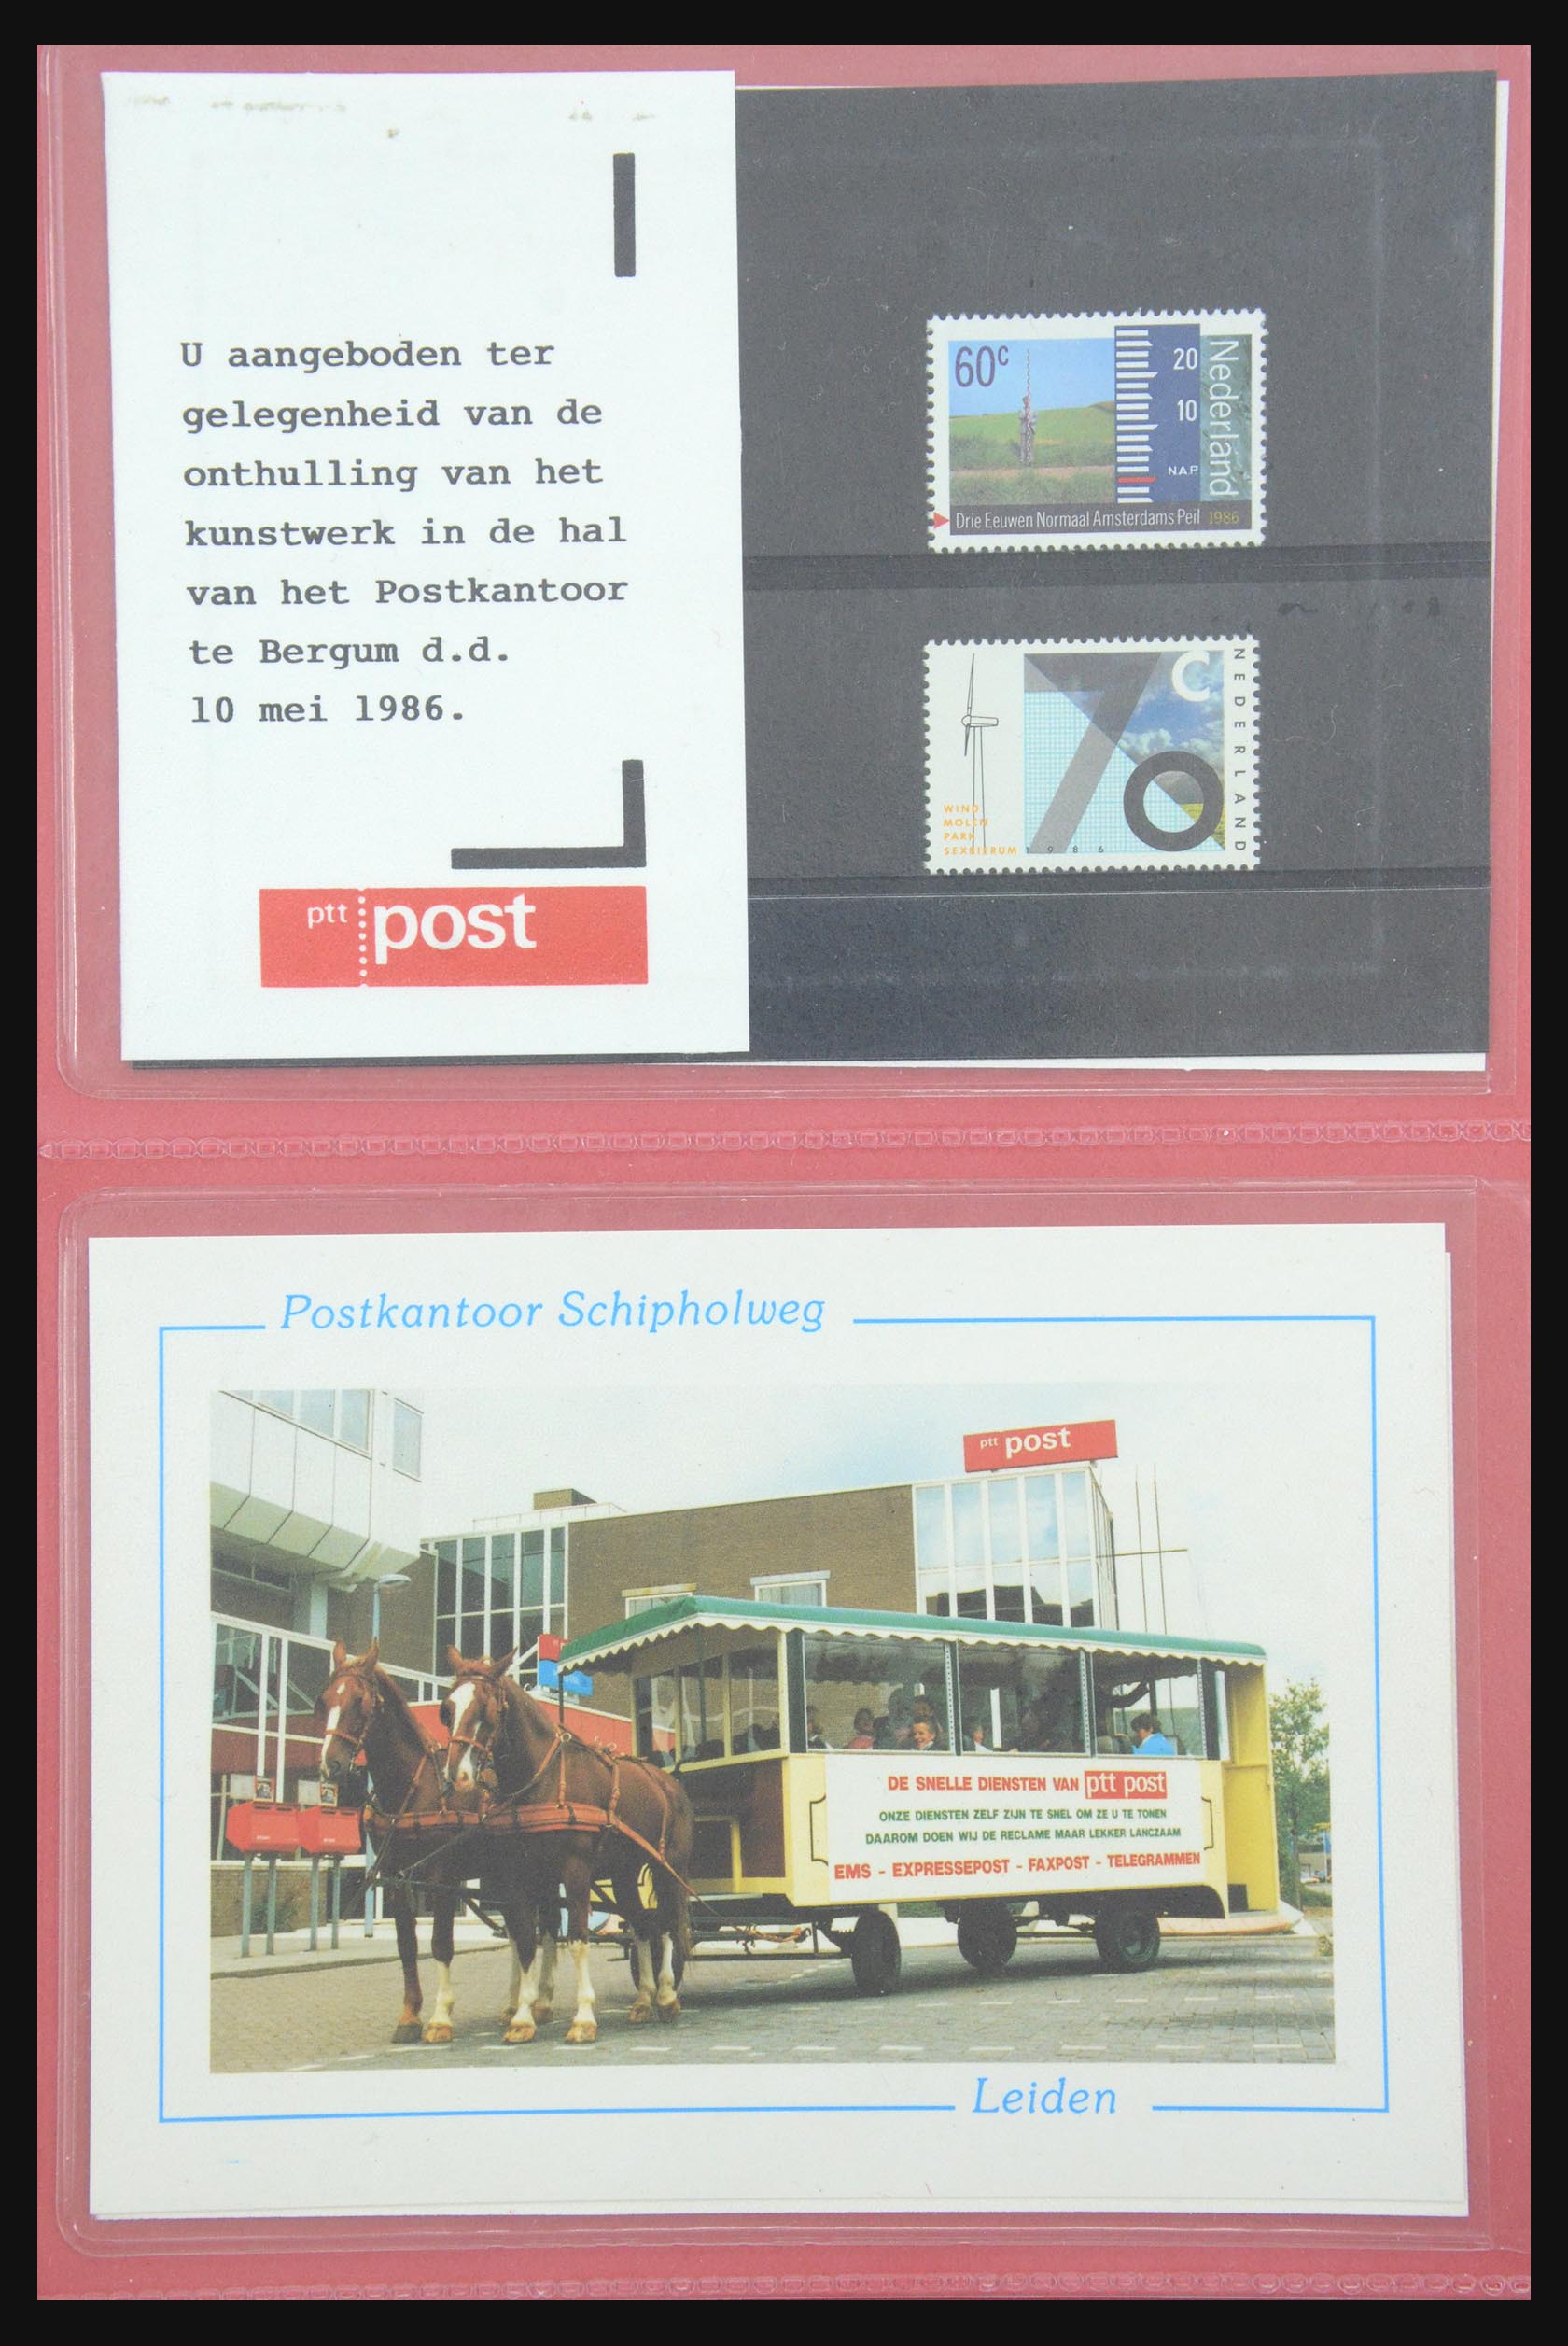 U aangeboden ter
gelegenheid van de
onthulling van het
kunstwerk in de hal
van het Postkantoor
te Bergum d.d.
10 mei 1986.
ptt post
60c
20
10
N.A.P.
Nederland
Drie Eeuwen Normaal Amsterdams Peil 1986
70 C
NEDERLAND
WIND
MOLEN
PARK
SEXBIERUM 1986
Postkantoor Schipholweg
ptt post
DE SNELLE DIENSTEN VAN ptt post
ONZE DIENSTEN ZELF ZIJN TE SNEL OM ZE U TE TONEN
DAAROM DOEN WIJ DE RECLAME MAAR LEKKER LANGZAAM
EMS - EXPRESSEPOST - FAXPOST - TELEGRAMMEN
Leiden